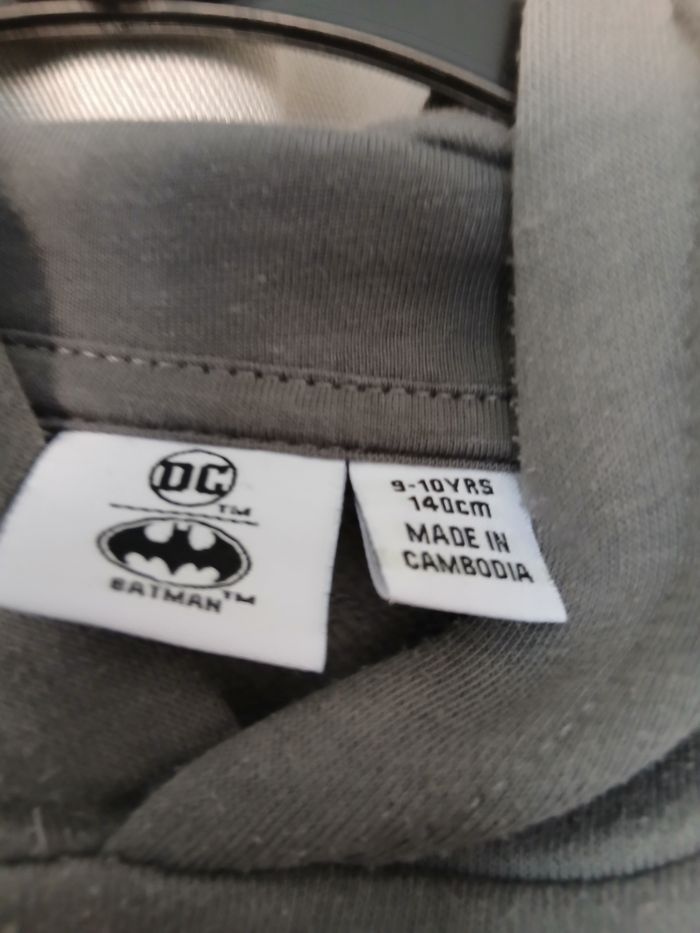 DC
TM
BATMAN™
9-10YRS
140cm
MADE IN
CAMBODIA